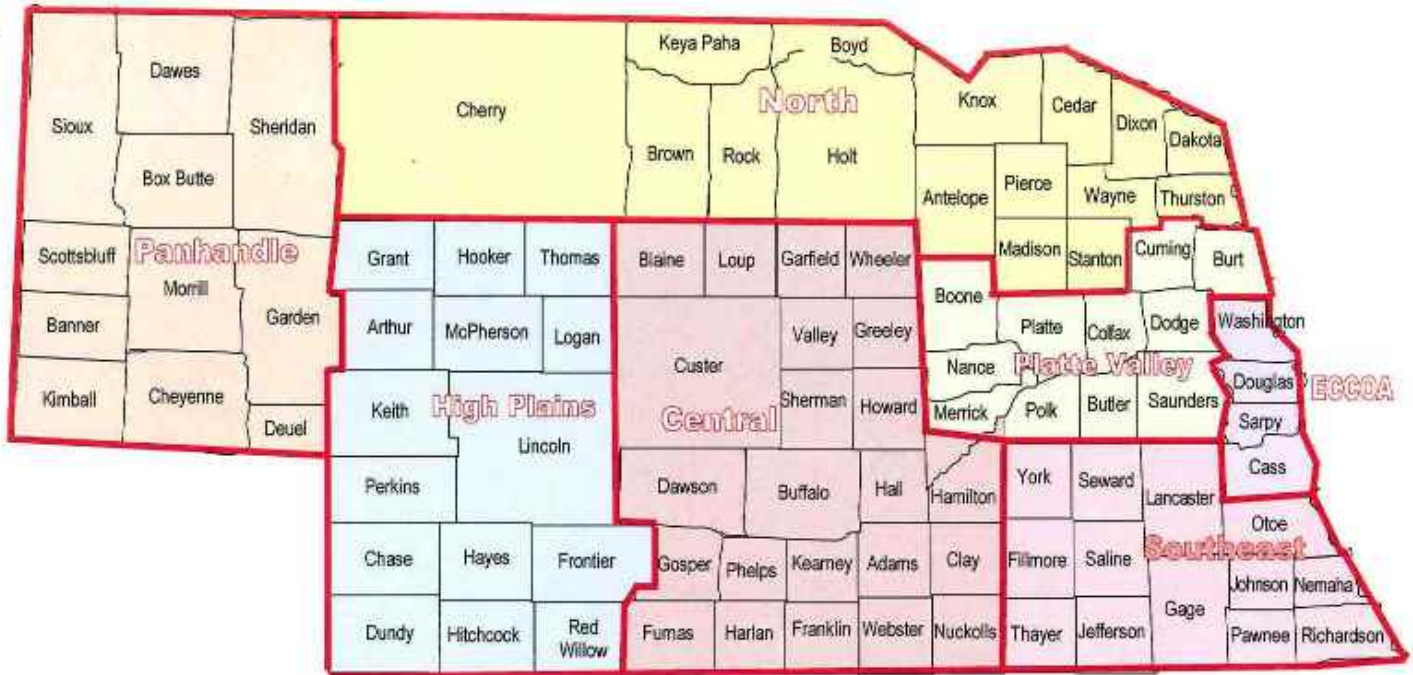 Keya Paha
Boyd
Dawes
Knox
Cedar
North
Cherry
Sioux
Sheridan
Dixon
Dakota
Brown
Rock
Holt
Box Butte
Pierce
Antelope
Wayne
Thurston
Scottsbluff
Panhandle
Grant
Hooker
Thomas
Blaine
Loup
Garfield
Wheeler
Madison
Stanton
Cuming
Burt
Morrill
Boone
Banner
Garden
Arthur
McPherson
Logan
Valley
Greeley
Platte
Colfax
Dodge
Washington
Custer
Nance
Platte Valley
Kimball
Cheyenne
Keith
High Plains
Central
Sherman
Howard
Merrick
Polk
Butler
Saunders
Douglas
ECCOA
Sarpy
Deuel
Lincoln
Cass
Perkins
Dawson
Buffalo
Hall
Hamilton
York
Seward
Lancaster
Otoe
Southeast
Chase
Hayes
Frontier
Gosper
Phelps
Kearney
Adams
Clay
Fillmore
Saline
Johnson
Nemaha
Gage
Dundy
Hitchcock
Red
Willow
Furnas
Harlan
Franklin
Webster
Nuckolls
Thayer
Jefferson
Pawnee
Richardson